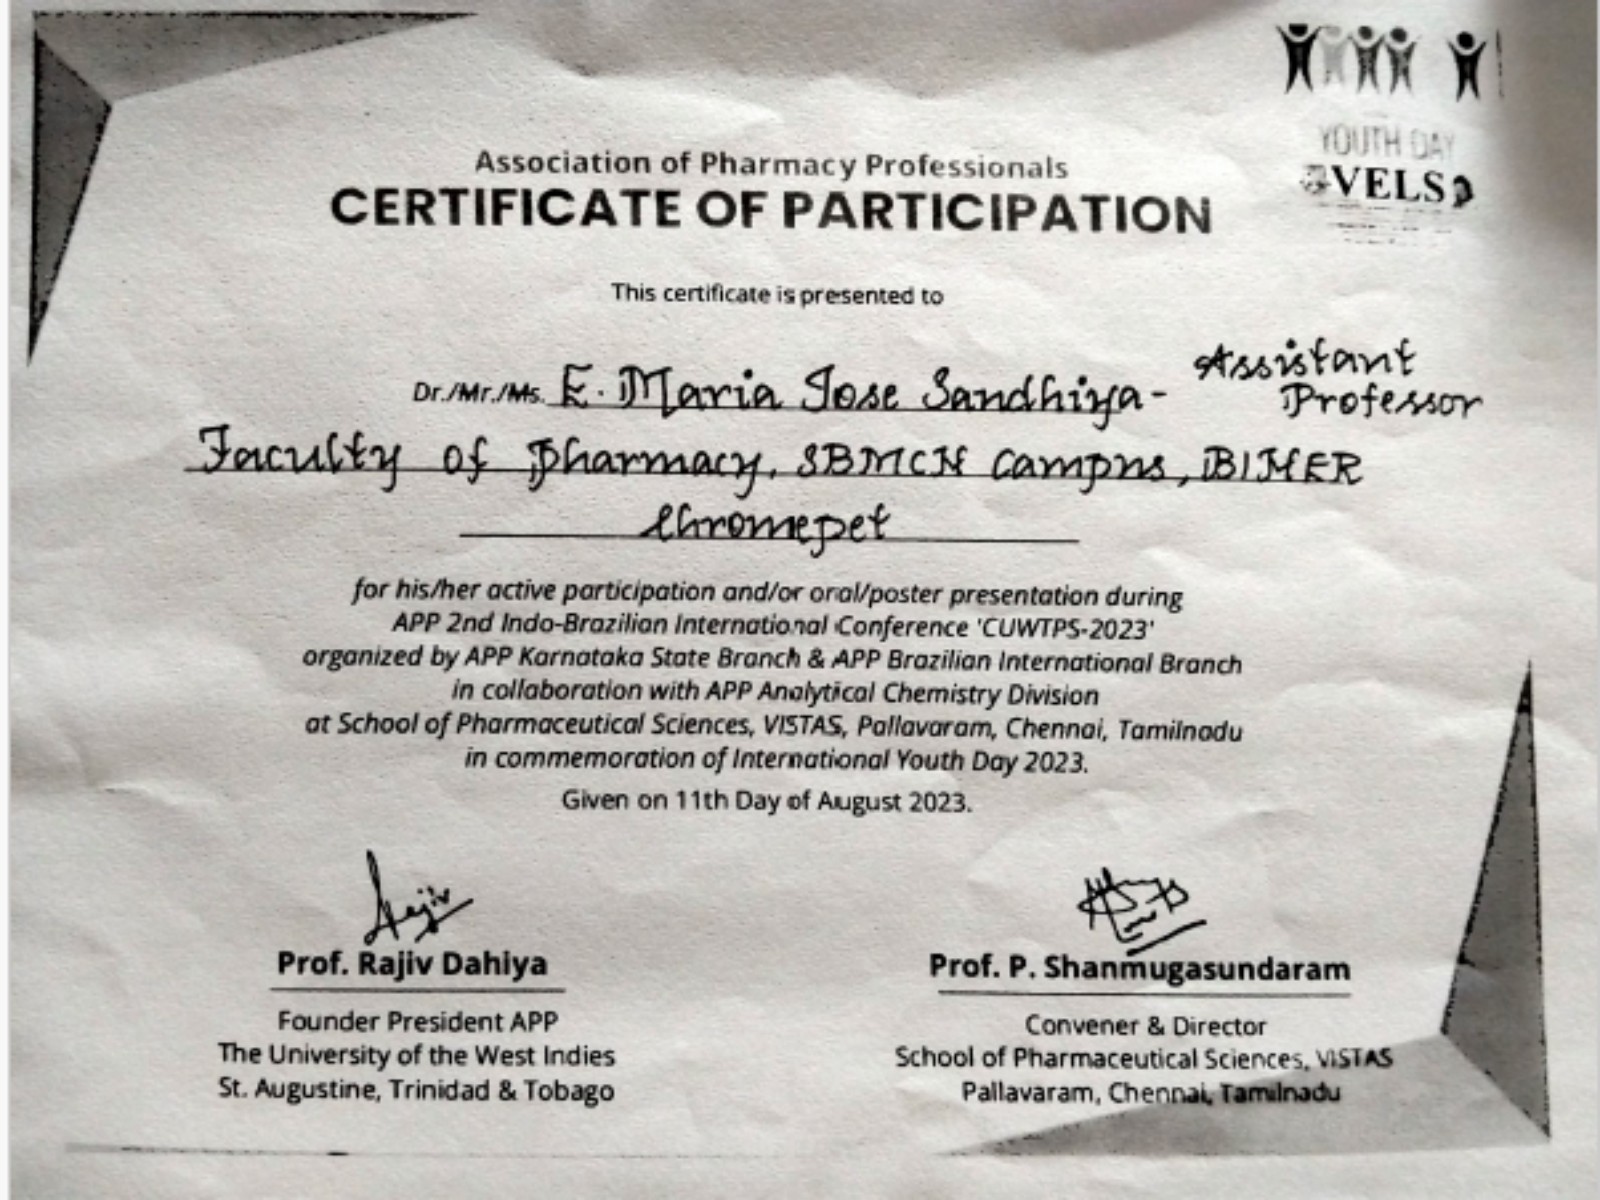 YOUTH DAY
VELS
Association of Pharmacy Professionals
CERTIFICATE OF PARTICIPATION
This certificate is presented to
Dr./Mr./Ms. E. Maria Jose Sandhiya - Assistant Professor
Faculty of Pharmacy, SBMCH Campus, BIHER
Chromepet
for his/her active participation and/or oral/poster presentation during
APP 2nd Indo-Brazilian International Conference 'CUWTPS-2023'
organized by APP Karnataka State Branch & APP Brazilian International Branch
in collaboration with APP Analytical Chemistry Division
at School of Pharmaceutical Sciences, VISTAS, Pallavaram, Chennai, Tamilnadu
in commemoration of International Youth Day 2023.
Given on 11th Day of August 2023.
Rajiv
Prof. Rajiv Dahiya
Founder President APP
The University of the West Indies
St. Augustine, Trinidad & Tobago
Prof. P. Shanmugasundaram
Convener & Director
School of Pharmaceutical Sciences, VISTAS
Pallavaram, Chennai, Tamilnadu